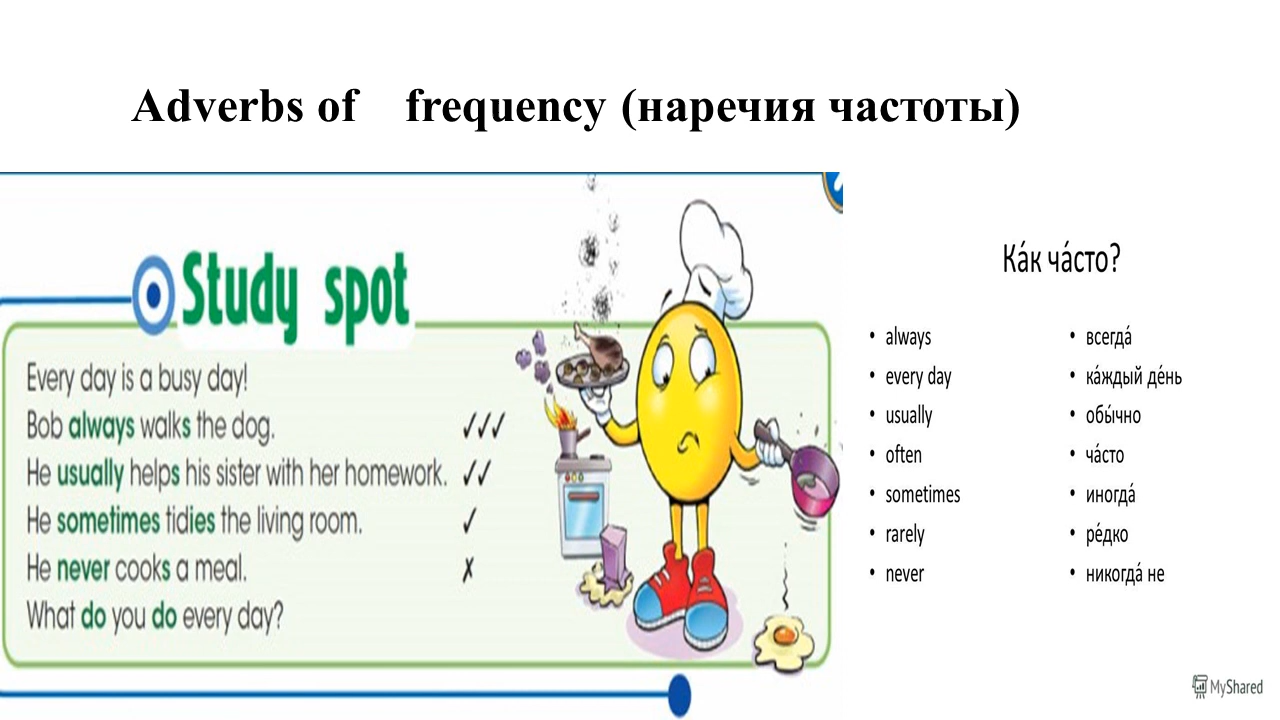 Adverbs of frequency (наречия частоты)
Study spot
Every day is a busy day!
Bob always walks the dog. ✓✓✓
He usually helps his sister with her homework. ✓✓
He sometimes tidies the living room. ✓
He never cooks a meal. ✗
What do you do every day?
Ка́к ча́сто?
• always
• every day
• usually
• often
• sometimes
• rarely
• never
• всегда́
• ка́ждый де́нь
• обы́чно
• ча́сто
• иногда́
• ре́дко
• никогда́ не
MyShared